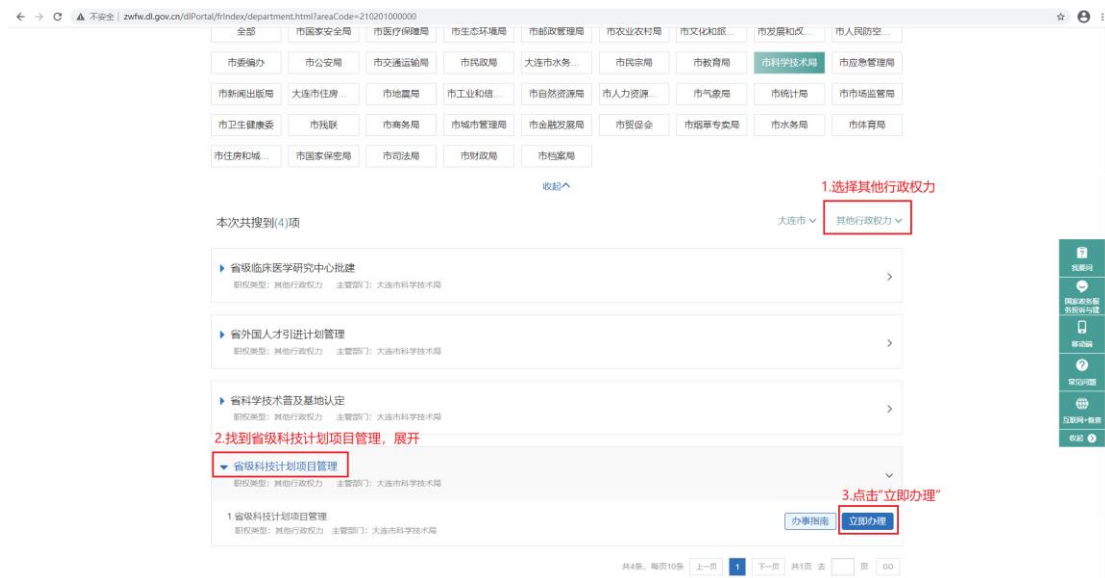 不安全 | zwfw.dl.gov.cn/dlPortal/frIndex/department.html?areaCode=210201000000
全部 市国家安全局 市医疗保障局 市生态环境局 市邮政管理局 市农业农村局 市文化和旅... 市发展和改... 市人民防空...
市委编办 市公安局 市交通运输局 市民政局 大连市水务... 市民宗局 市教育局 市科学技术局 市应急管理局
市新闻出版局 大连市住房... 市地震局 市工业和信... 市自然资源局 市人力资源... 市气象局 市统计局 市市场监管局
市卫生健康委 市残联 市商务局 市城市管理局 市金融发展局 市贸促会 市烟草专卖局 市水务局 市体育局
市住房和城... 市国家保密局 市司法局 市财政局 市档案局
收起
1.选择其他行政权力
本次共搜到(4)项 大连市 其他行政权力
省级临床医学研究中心批建
职权类型：其他行政权力 主管部门：大连市科学技术局
省外国人才引进计划管理
职权类型：其他行政权力 主管部门：大连市科学技术局
省科学技术普及基地认定
职权类型：其他行政权力 主管部门：大连市科学技术局
2.找到省级科技计划项目管理，展开
省级科技计划项目管理
职权类型：其他行政权力 主管部门：大连市科学技术局
3.点击“立即办理”
1 省级科技计划项目管理 办事指南 立即办理
职权类型：其他行政权力 主管部门：大连市科学技术局
共4条，每页10条 上一页 1 下一页 共1页 去 页 GO
我要问
国家政务服
务投诉与建
移动端
常见问题
互联网+督查
收起